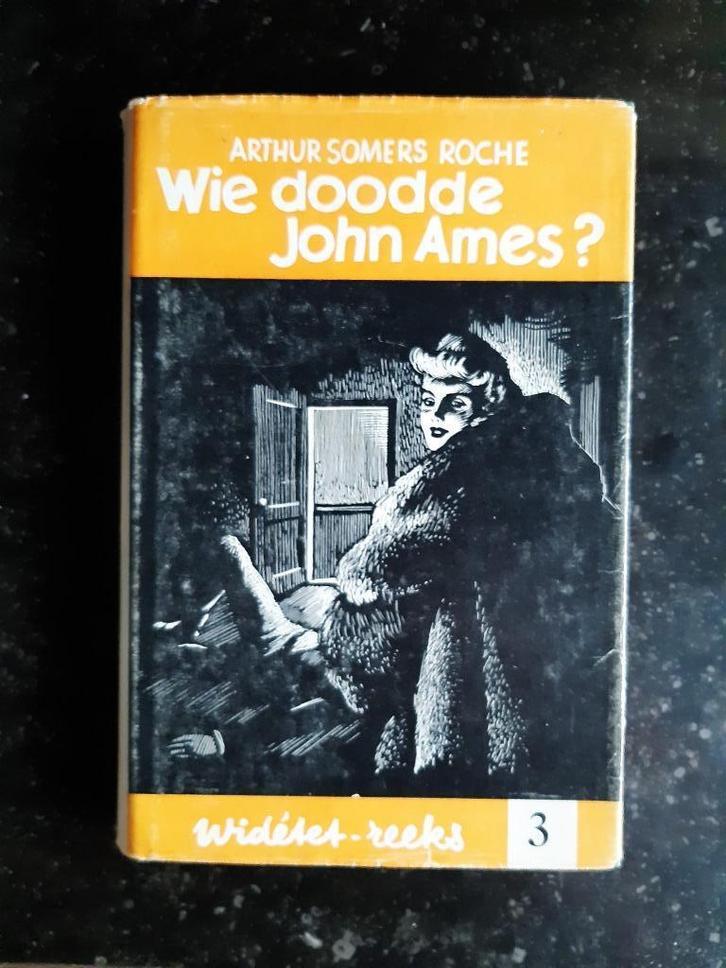 ARTHUR SOMERS ROCHE
Wie doodde
John Ames?
Widétet-reeks
3